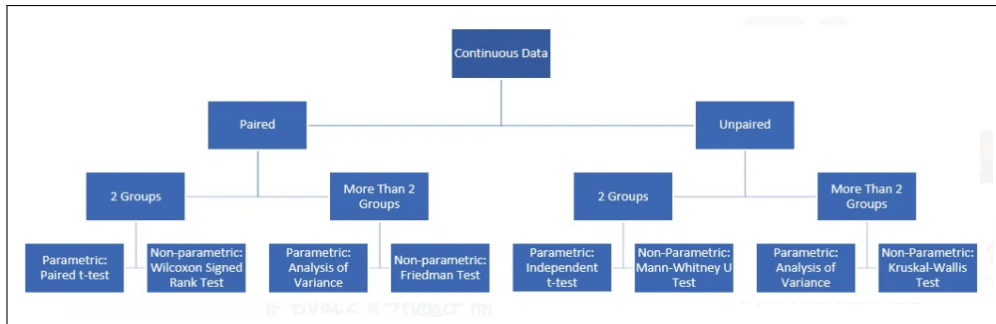 Continuous Data
Paired
Unpaired
2 Groups
More Than 2
Groups
2 Groups
More Than 2
Groups
Parametric:
Paired t-test
Non-parametric:
Wilcoxon Signed
Rank Test
Parametric:
Analysis of
Variance
Non-parametric:
Friedman Test
Parametric:
Independent
t-test
Non-Parametric:
Mann-Whitney U
Test
Parametric:
Analysis of
Variance
Non-Parametric:
Kruskal-Wallis
Test